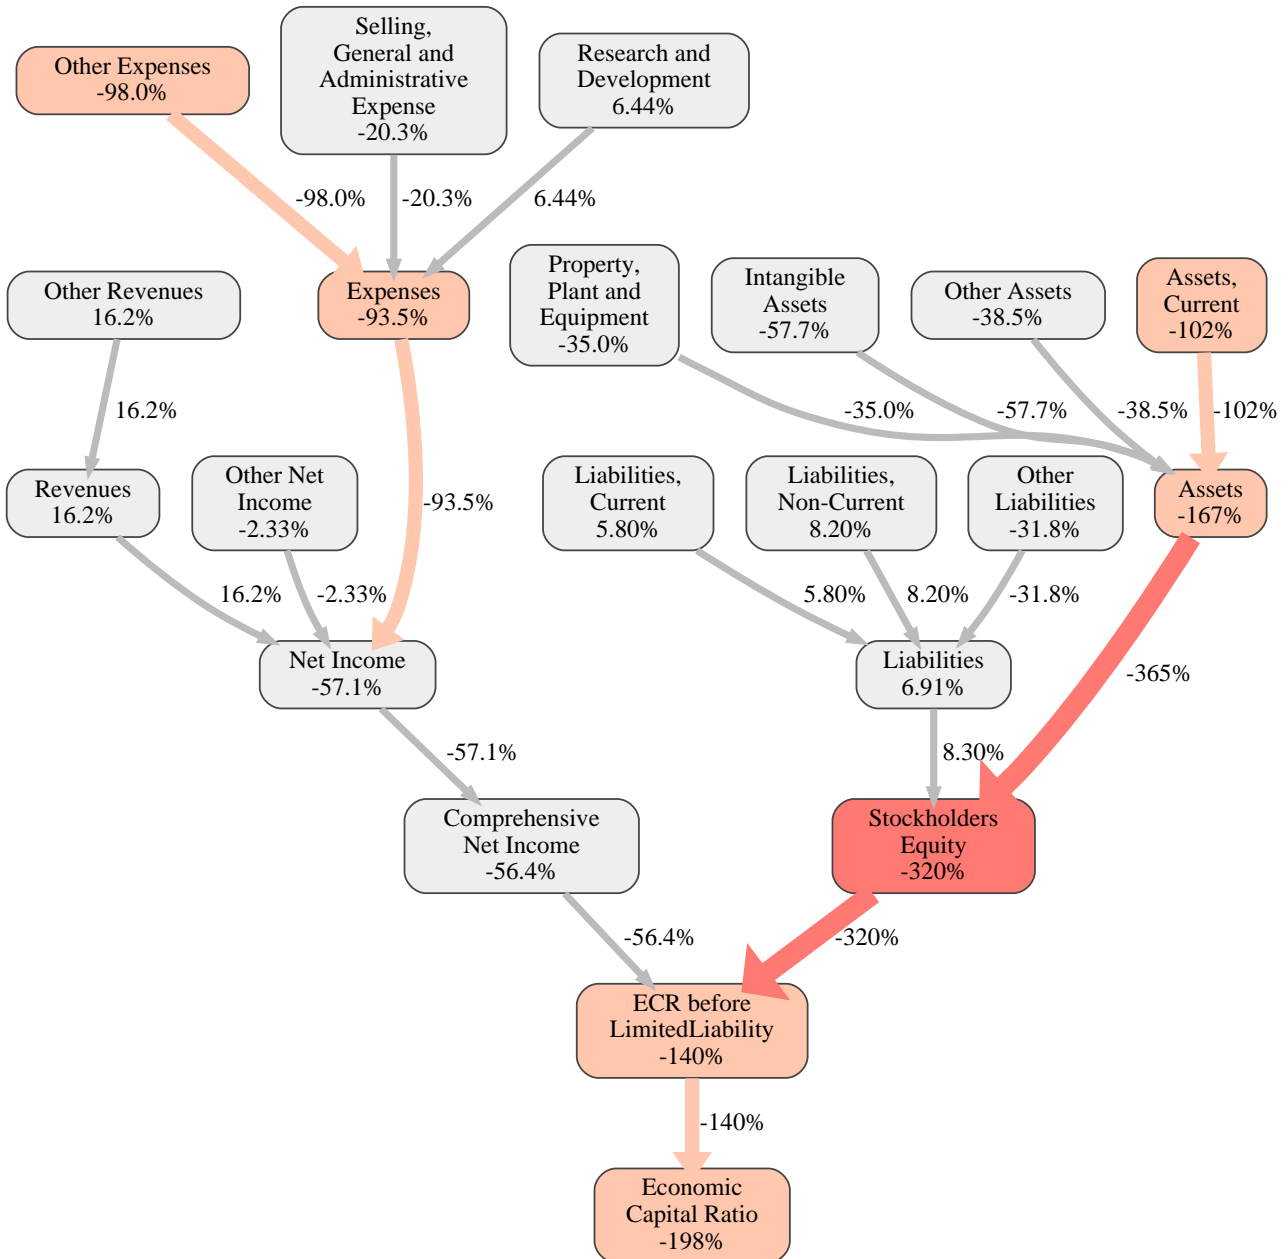 Other Expenses
-98.0%
Selling,
General and
Administrative
Expense
-20.3%
Research and
Development
6.44%
-98.0%
-20.3%
6.44%
Other Revenues
16.2%
Expenses
-93.5%
Property,
Plant and
Equipment
-35.0%
Intangible
Assets
-57.7%
Other Assets
-38.5%
Assets,
Current
-102%
16.2%
-35.0%
-57.7%
-38.5%
-102%
Revenues
16.2%
Other Net
Income
-2.33%
-93.5%
Liabilities,
Current
5.80%
Liabilities,
Non-Current
8.20%
Other
Liabilities
-31.8%
Assets
-167%
16.2%
-2.33%
5.80%
8.20%
-31.8%
Net Income
-57.1%
Liabilities
6.91%
-365%
-57.1%
8.30%
Comprehensive
Net Income
-56.4%
Stockholders
Equity
-320%
-56.4%
-320%
ECR before
LimitedLiability
-140%
-140%
Economic
Capital Ratio
-198%